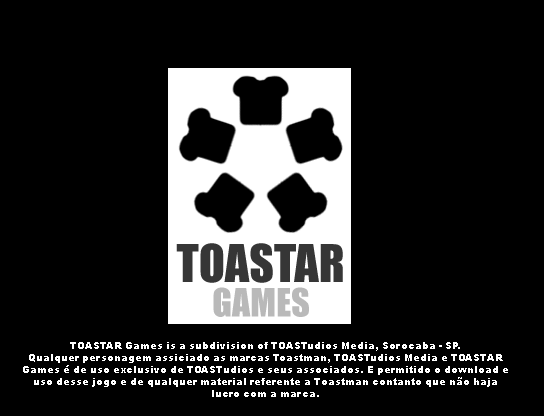 TOASTAR
GAMES
TOASTAR Games is a subdivision of TOASTudios Media, Sorocaba - SP.
Qualquer personagem assiciado as marcas Toastman, TOASTudios Media e TOASTAR
Games é de uso exclusivo de TOASTudios e seus associados. E permitido o download e
uso desse jogo e de qualquer material referente a Toastman contanto que não haja
lucro com a marca.